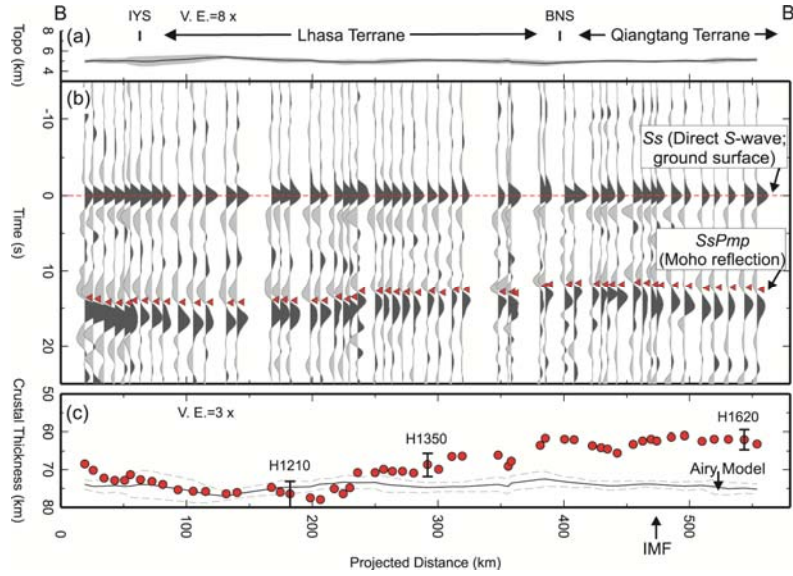 B IYS V. E.=8 x BNS B
Lhasa Terrane Qiangtang Terrane
Topo (km)
8
6
4
(a)
(b)
Time (s)
-10
0
10
20
Ss (Direct S-wave;
ground surface)
SsPmp
(Moho reflection)
Crustal Thickness (km)
50
60
70
80
(c)
V. E.=3 x
H1210
H1350
H1620
Airy Model
0 100 200 300 400 500
Projected Distance (km)
IMF